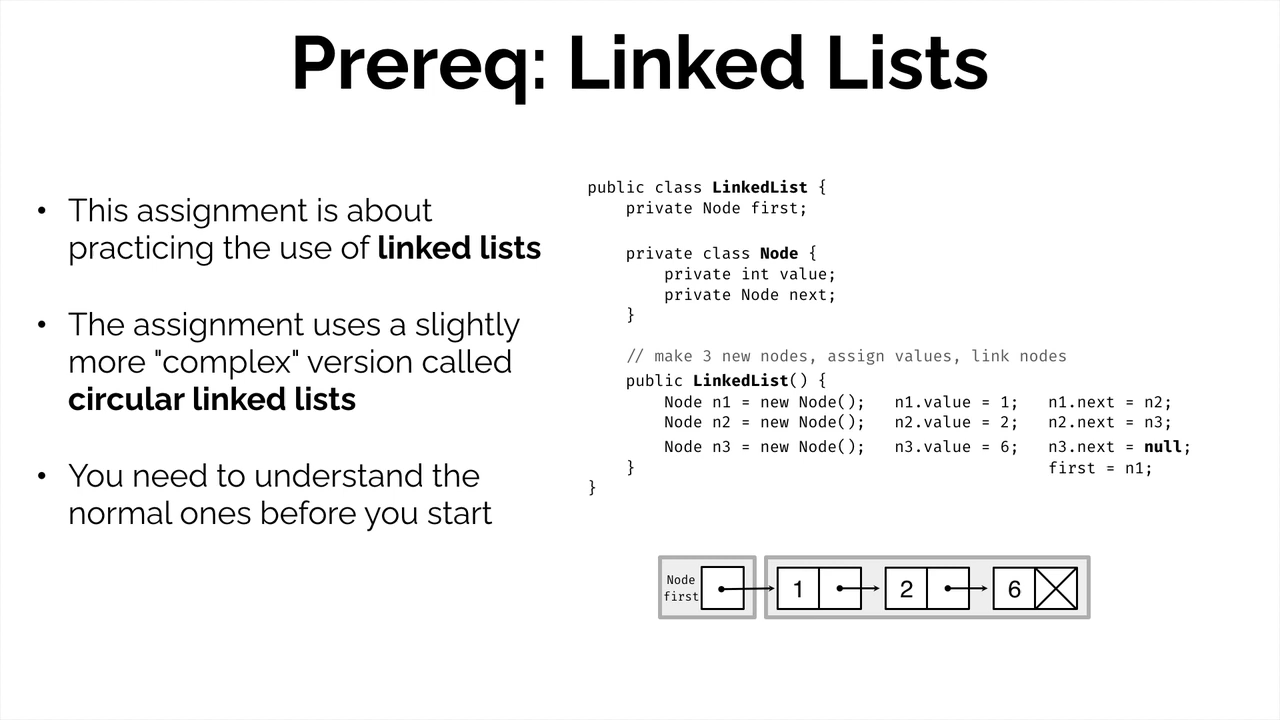 Prereq: Linked Lists
• This assignment is about
practicing the use of linked lists
• The assignment uses a slightly
more "complex" version called
circular linked lists
• You need to understand the
normal ones before you start
public class LinkedList {
private Node first;
private class Node {
private int value;
private Node next;
}
// make 3 new nodes, assign values, link nodes
public LinkedList() {
Node n1 = new Node(); n1.value = 1; n1.next = n2;
Node n2 = new Node(); n2.value = 2; n2.next = n3;
Node n3 = new Node(); n3.value = 6; n3.next = null;
} first = n1;
}
Node
first
1 2 6